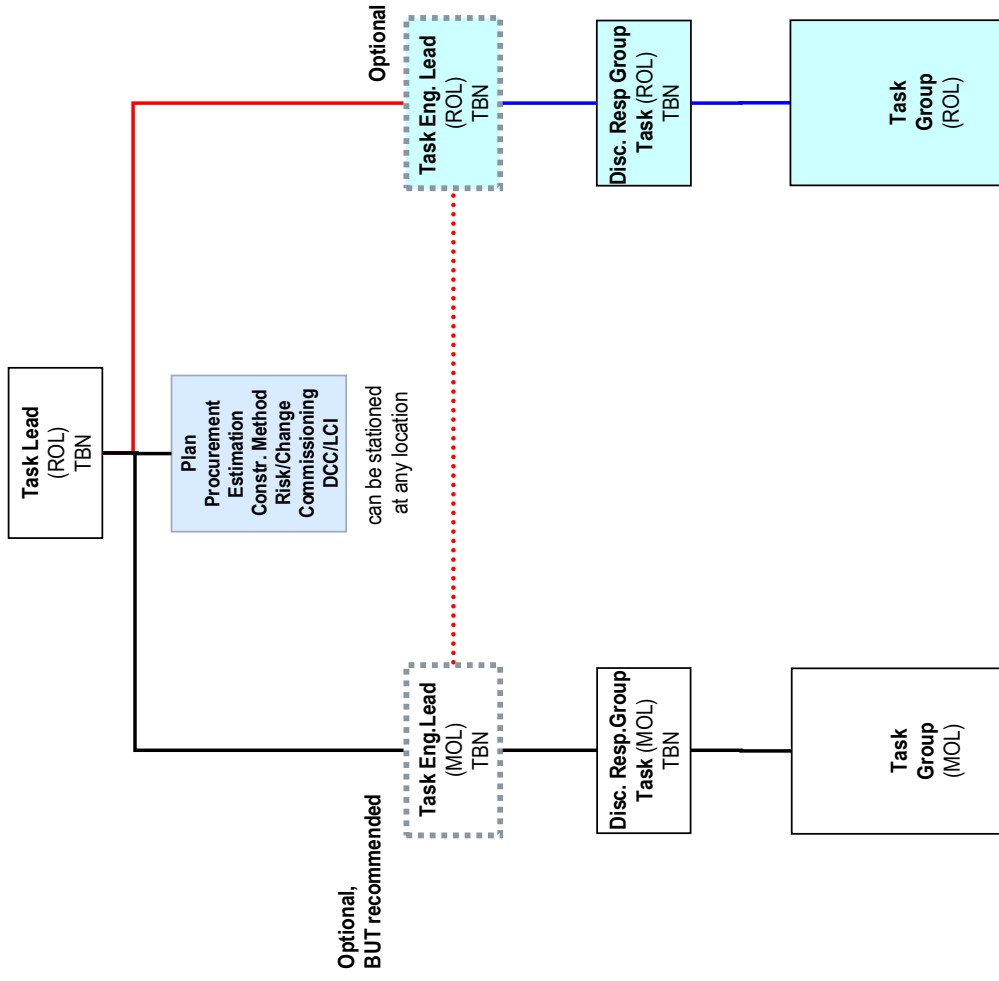 Task Lead
(ROL)
TBN
Plan
Procurement
Estimation
Constr. Method
Risk/Change
Commissioning
DCC/LCI
can be stationed
at any location
Optional,
BUT recommended
Task Eng.Lead
(MOL)
TBN
Optional
Task Eng. Lead
(ROL)
TBN
Disc. Resp.Group
Task (MOL)
TBN
Disc. Resp Group
Task (ROL)
TBN
Task
Group
(MOL)
Task
Group
(ROL)